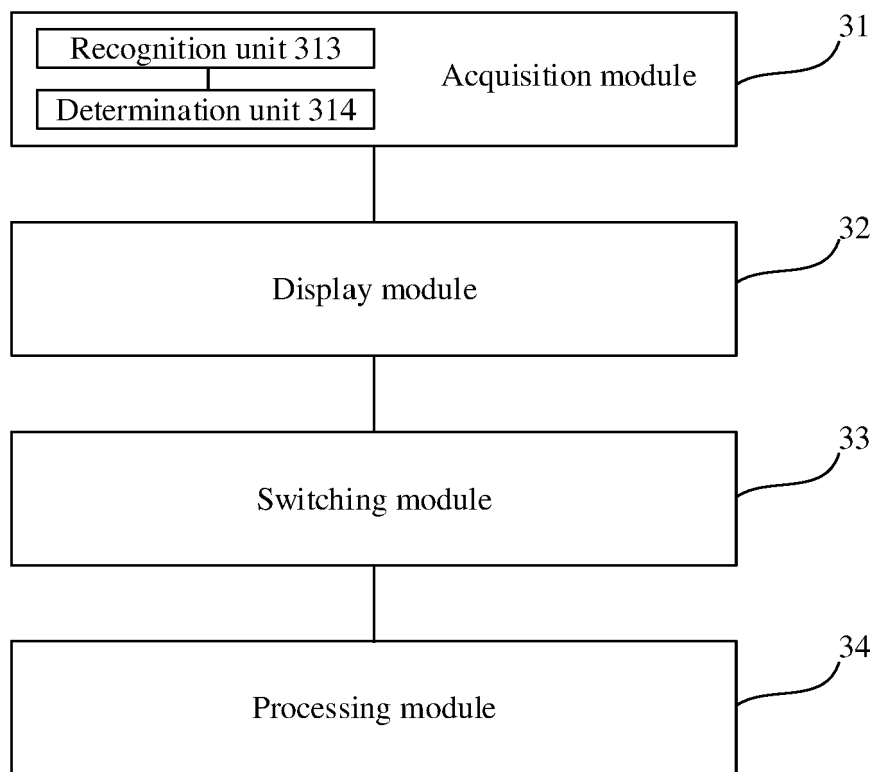 31
Recognition unit 313
Acquisition module
Determination unit 314
32
Display module
33
Switching module
34
Processing module